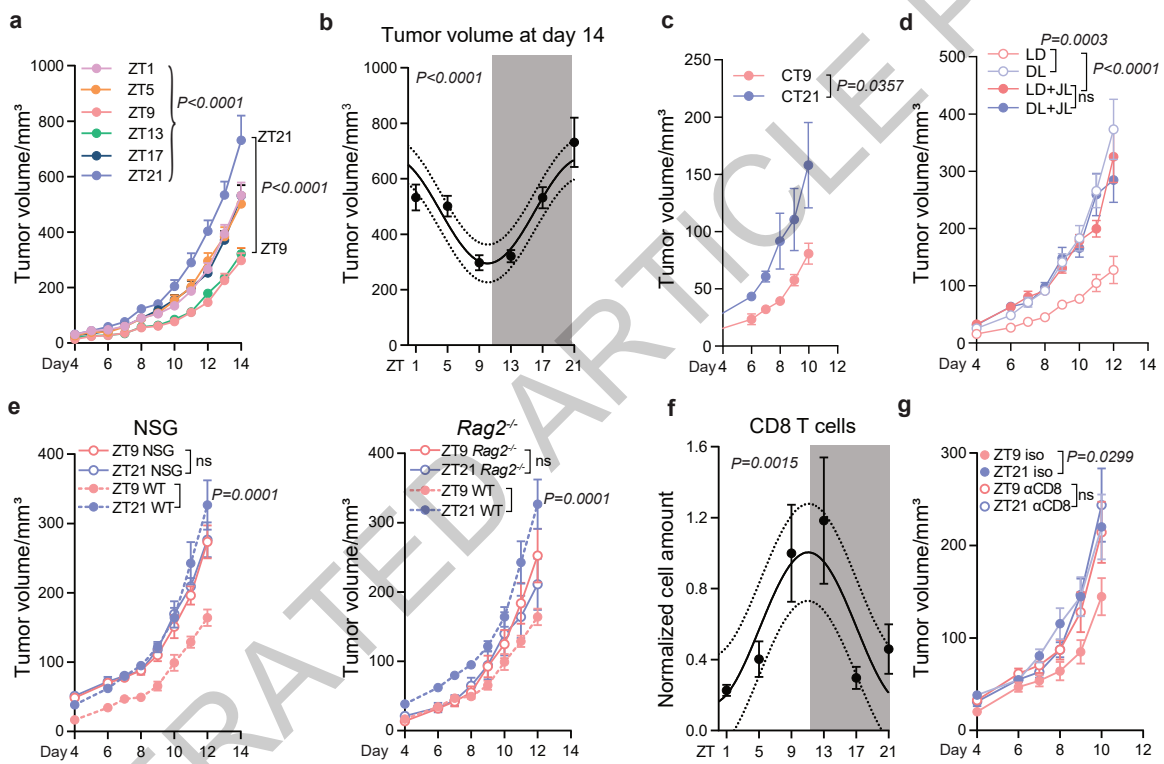 a
ZT1
ZT5
ZT9
ZT13
ZT17
ZT21
P<0.0001
ZT21
P<0.0001
ZT9
Tumor volume/mm³
1000
800
600
400
200
0
Day 4 6 8 10 12 14
b
Tumor volume at day 14
P<0.0001
Tumor volume/mm³
1000
800
600
400
200
0
ZT 1 5 9 13 17 21
c
CT9
CT21
P=0.0357
Tumor volume/mm³
250
200
150
100
50
0
Day 4 6 8 10 12
d
P=0.0003
LD
DL
LD+JL
DL+JL
ns
P<0.0001
Tumor volume/mm³
500
400
300
200
100
0
Day 4 6 8 10 12 14
e
NSG
ZT9 NSG
ZT21 NSG
ns
ZT9 WT
ZT21 WT
P=0.0001
Tumor volume/mm³
400
300
200
100
0
Day 4 6 8 10 12 14
Rag2-/-
ZT9 Rag2-/-
ZT21 Rag2-/-
ns
ZT9 WT
ZT21 WT
P=0.0001
Tumor volume/mm³
400
300
200
100
0
Day 4 6 8 10 12 14
f
CD8 T cells
P=0.0015
Normalized cell amount
1.6
1.2
0.8
0.4
0.0
ZT 1 5 9 13 17 21
g
ZT9 iso
ZT21 iso
P=0.0299
ZT9 αCD8
ZT21 αCD8
ns
Tumor volume/mm³
300
200
100
0
Day 4 6 8 10 12
ERATED ARTICLE P